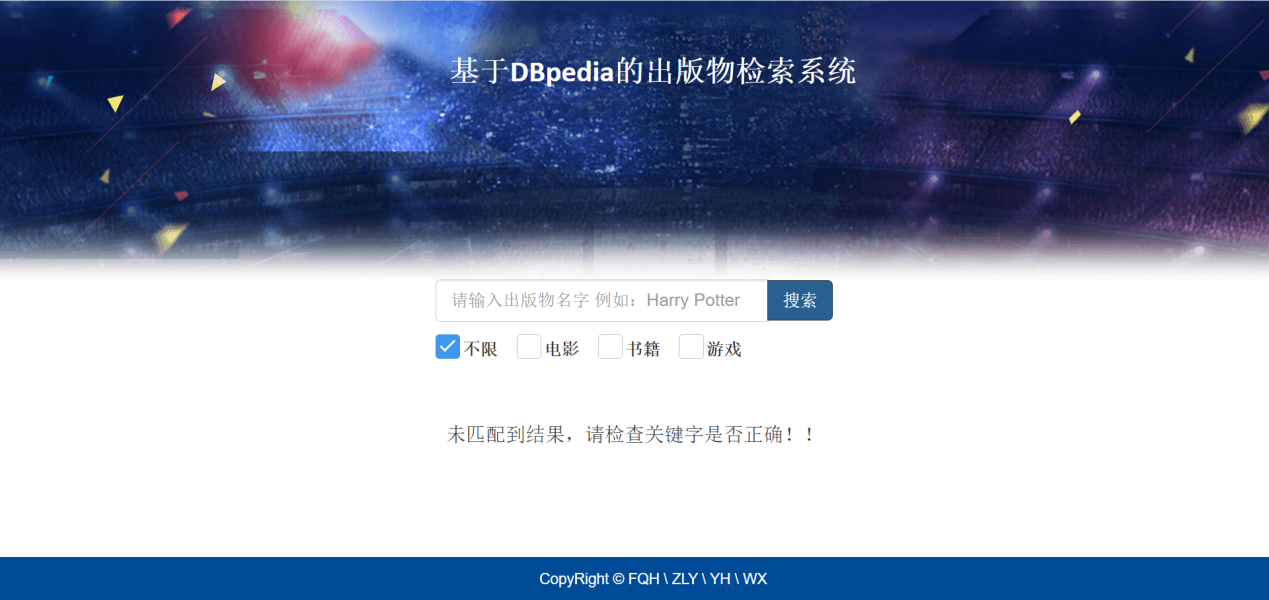 基于DBpedia的出版物检索系统
请输入出版物名字 例如：Harry Potter
搜索
不限 电影 书籍 游戏
未匹配到结果，请检查关键字是否正确！！
CopyRight © FQH \ ZLY \ YH \ WX